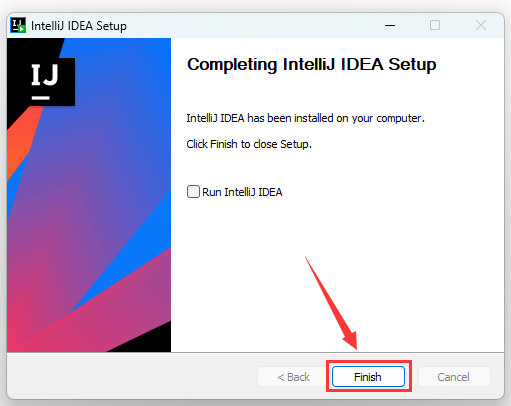 IntelliJ IDEA Setup
IJ
Completing IntelliJ IDEA Setup
IntelliJ IDEA has been installed on your computer.
Click Finish to close Setup.
Run IntelliJ IDEA
< Back
Finish
Cancel